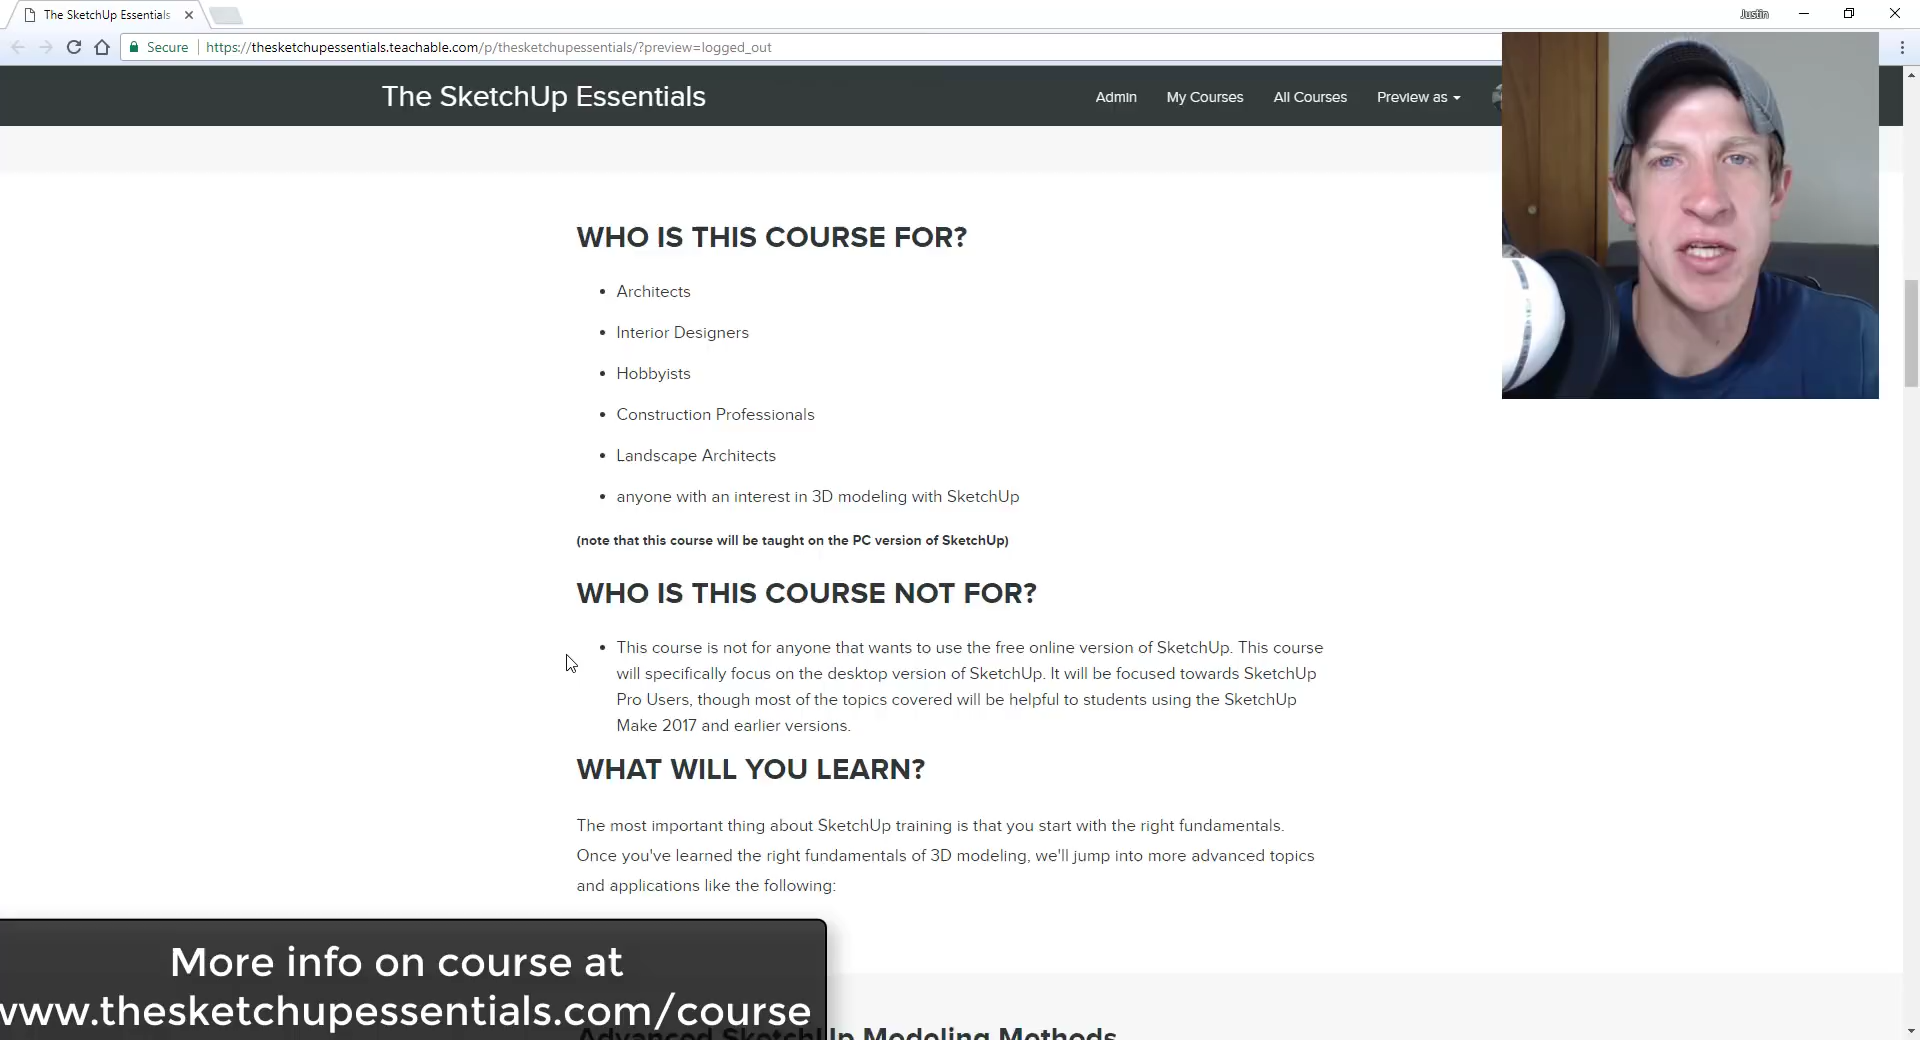 The SketchUp Essentials
Justin
Secure
https://thesketchupessentials.teachable.com/p/thesketchupessentials/?preview=logged_out
The SketchUp Essentials
Admin
My Courses
All Courses
Preview as
WHO IS THIS COURSE FOR?
• Architects
• Interior Designers
• Hobbyists
• Construction Professionals
• Landscape Architects
• anyone with an interest in 3D modeling with SketchUp
(note that this course will be taught on the PC version of SketchUp)
WHO IS THIS COURSE NOT FOR?
• This course is not for anyone that wants to use the free online version of SketchUp. This course
will specifically focus on the desktop version of SketchUp. It will be focused towards SketchUp
Pro Users, though most of the topics covered will be helpful to students using the SketchUp
Make 2017 and earlier versions.
WHAT WILL YOU LEARN?
The most important thing about SketchUp training is that you start with the right fundamentals.
Once you've learned the right fundamentals of 3D modeling, we'll jump into more advanced topics
and applications like the following:
More info on course at
www.thesketchupessentials.com/course
Advanced SketchUp Modeling Methods